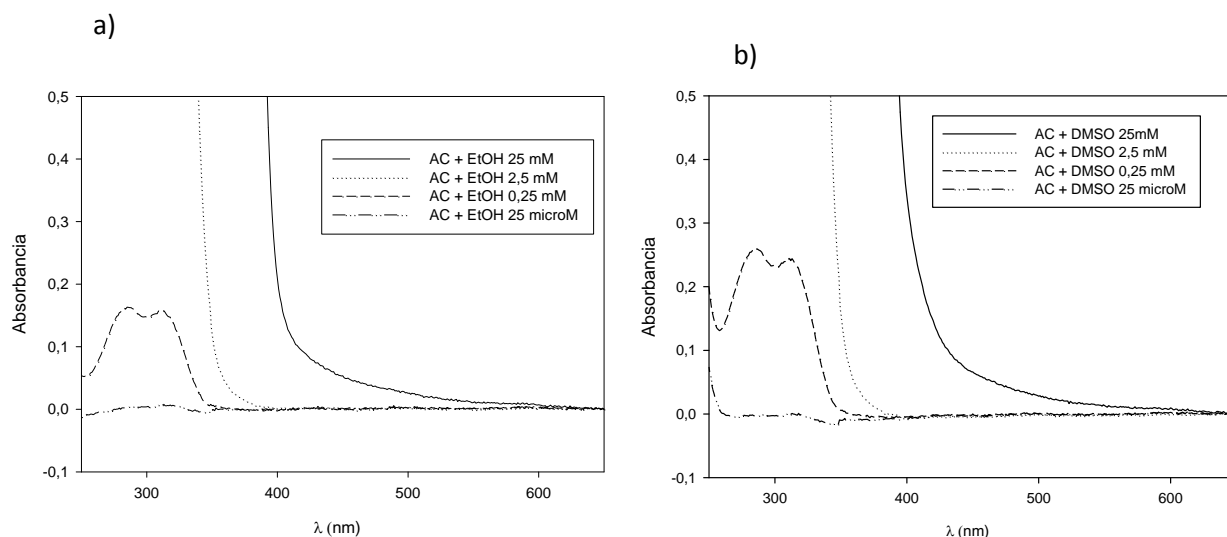 a)
0,5
0,4
0,3
0,2
0,1
0,0
-0,1
Absorbancia
AC + EtOH 25 mM
AC + EtOH 2,5 mM
AC + EtOH 0,25 mM
AC + EtOH 25 microM
300 400 500 600
λ (nm)
b)
0,5
0,4
0,3
0,2
0,1
0,0
-0,1
Absorbancia
AC + DMSO 25mM
AC + DMSO 2,5 mM
AC + DMSO 0,25 mM
AC + DMSO 25 microM
300 400 500 600
λ (nm)